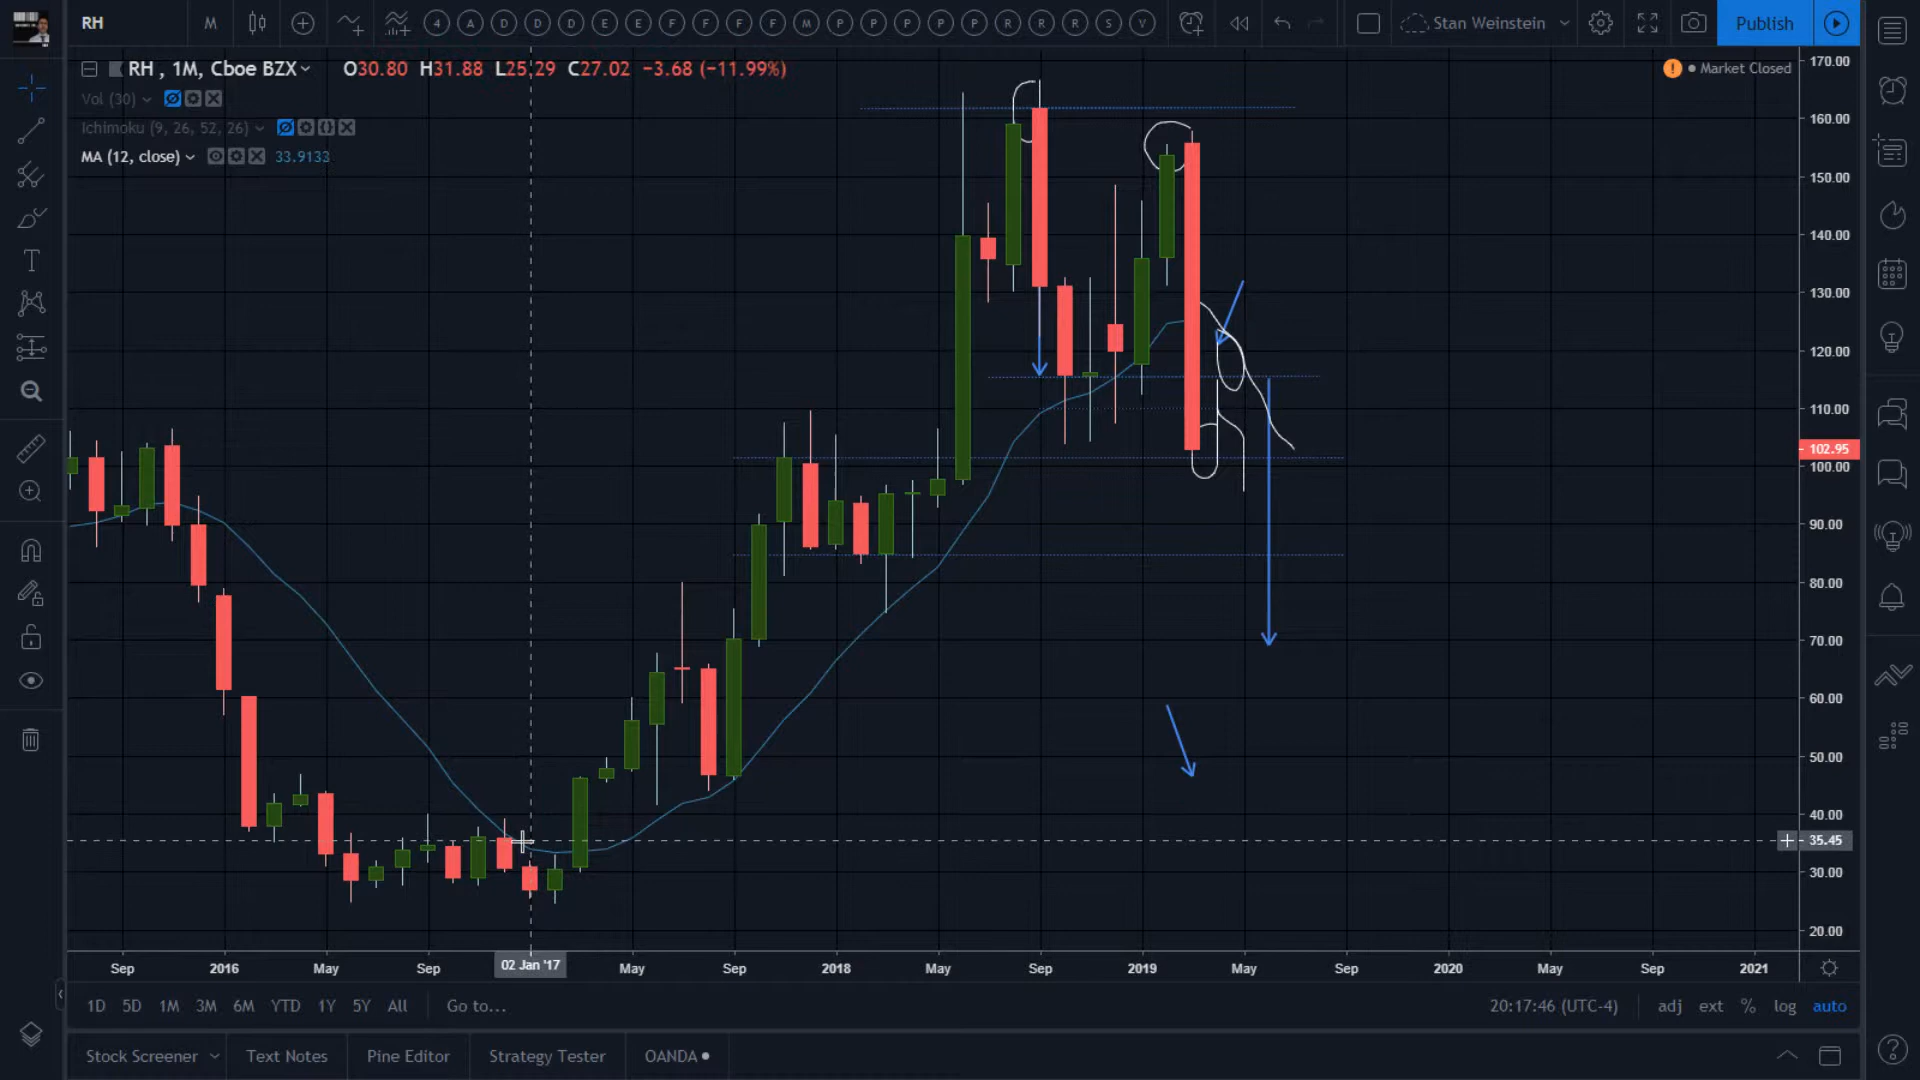 RH M 4 A D D D E E F F F F M P P P P P R R R S V Stan Weinstein Publish
RH , 1M, Cboe BZX O30.80 H31.88 L25.29 C27.02 −3.68 (−11.99%)
! Market Closed
Vol (30)
Ichimoku (9, 26, 52, 26)
MA (12, close) 33.9133
170.00
160.00
150.00
140.00
130.00
120.00
110.00
102.95
100.00
90.00
80.00
70.00
60.00
50.00
40.00
35.45
30.00
20.00
Sep 2016 May Sep 02 Jan '17 May Sep 2018 May Sep 2019 May Sep 2020 May Sep 2021
1D 5D 1M 3M 6M YTD 1Y 5Y All Go to... 20:17:46 (UTC-4) adj ext % log auto
Stock Screener Text Notes Pine Editor Strategy Tester OANDA